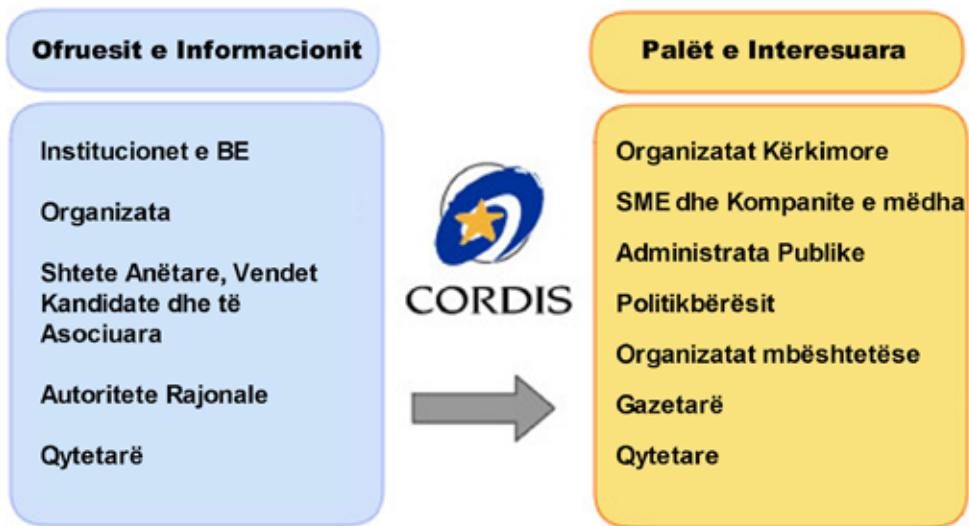 Ofruesit e Informacionit
Institucionet e BE
Organizata
Shtete Anëtare, Vendet
Kandidate dhe të
Asociuara
Autoritete Rajonale
Qytetarë
CORDIS
Palët e Interesuara
Organizatat Kërkimore
SME dhe Kompanite e mëdha
Administrata Publike
Politikbërësit
Organizatat mbështetëse
Gazetarë
Qytetare